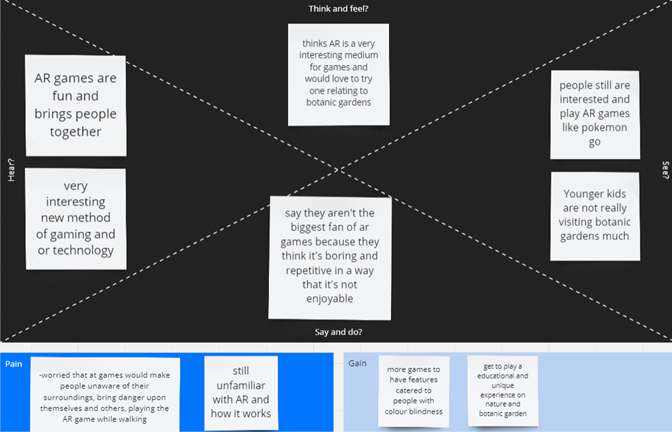 Think and feel?
thinks AR is a very
interesting medium
for games and
would love to try
one relating to
botanic gardens
AR games are
fun and
brings people
together
Hear?
very
interesting
new method
of gaming and
or technology
people still are
interested and
play AR games
like pokemon
go
See?
Younger kids
are not really
visiting botanic
gardens much
say they aren't the
biggest fan of ar
games because they
think it's boring and
repetitive in a way
that it's not
enjoyable
Say and do?
Pain
-worried that at games would make
people unaware of their
surroundings, bring danger upon
themselves and others, playing the
AR game while walking
still
unfamiliar
with AR and
how it works
Gain
more games to
have features
catered to
people with
colour blindness
get to play a
educational and
unique
experience on
nature and
botanic garden